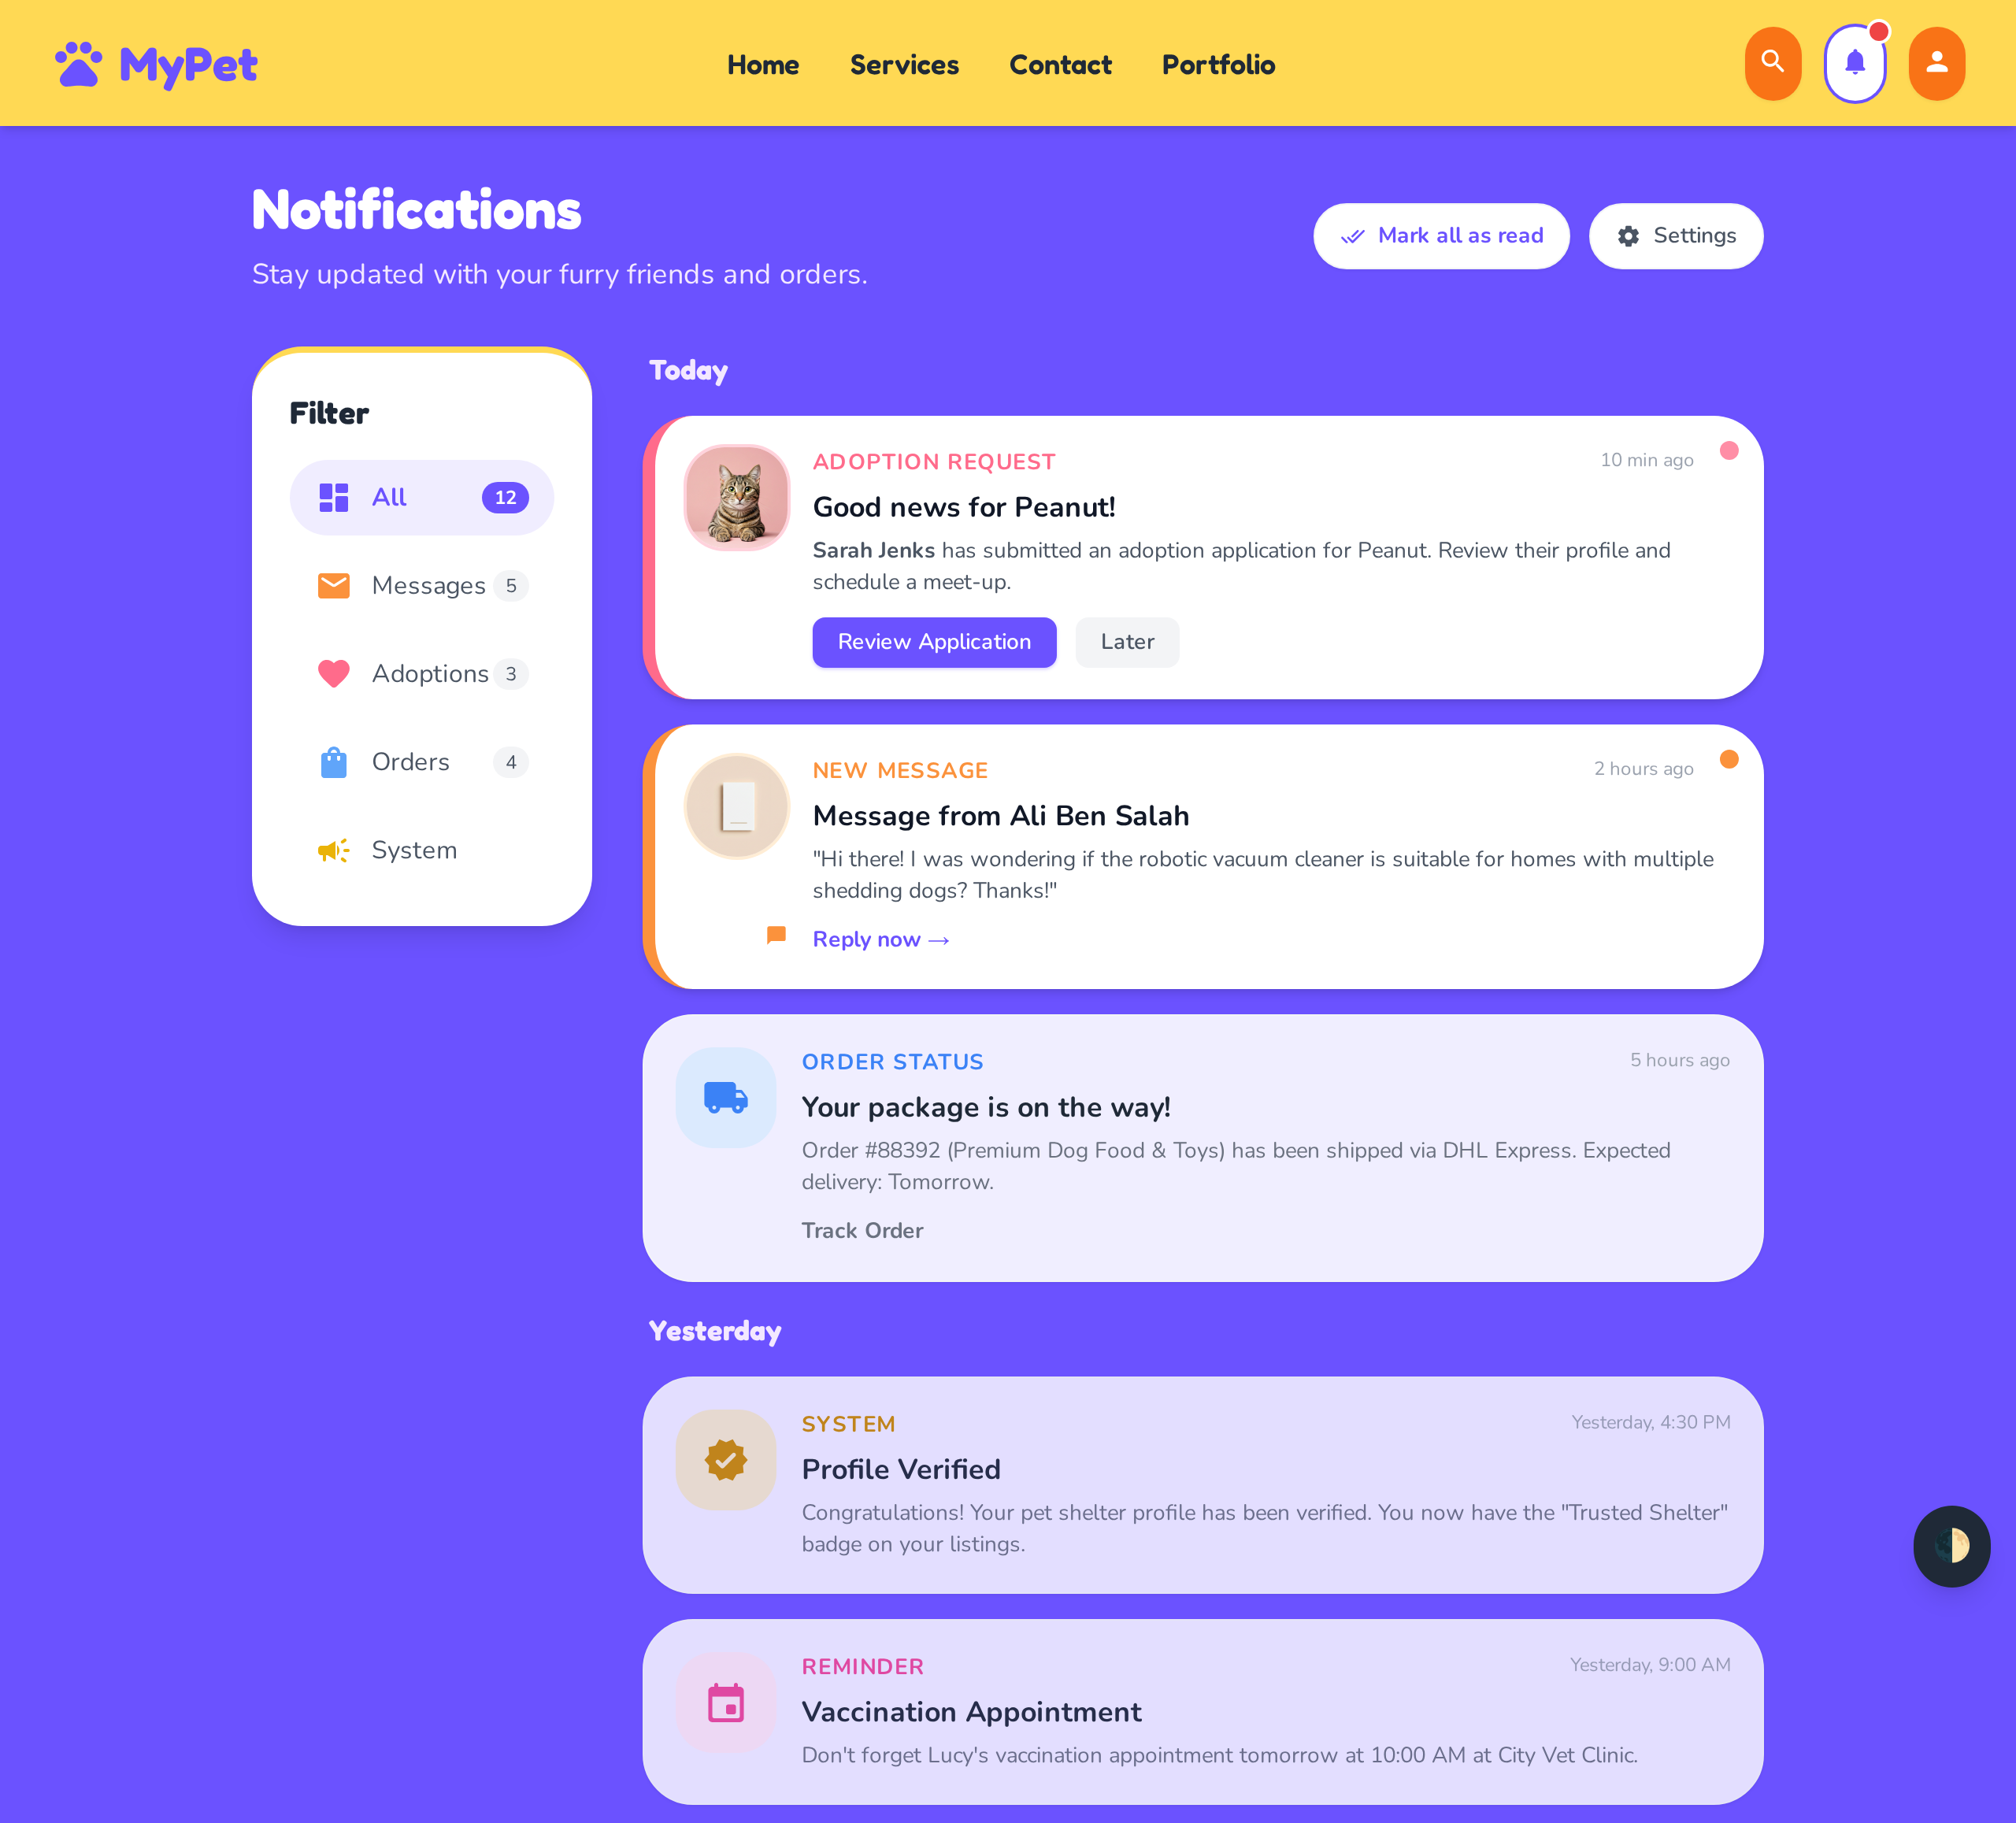 MyPet
Home
Services
Contact
Portfolio
Notifications
Stay updated with your furry friends and orders.
Mark all as read
Settings
Filter
All
12
Messages
5
Adoptions
3
Orders
4
System
Today
ADOPTION REQUEST
10 min ago
Good news for Peanut!
Sarah Jenks has submitted an adoption application for Peanut. Review their profile and
schedule a meet-up.
Review Application
Later
NEW MESSAGE
2 hours ago
Message from Ali Ben Salah
"Hi there! I was wondering if the robotic vacuum cleaner is suitable for homes with multiple
shedding dogs? Thanks!"
Reply now →
ORDER STATUS
5 hours ago
Your package is on the way!
Order #88392 (Premium Dog Food & Toys) has been shipped via DHL Express. Expected
delivery: Tomorrow.
Track Order
Yesterday
SYSTEM
Yesterday, 4:30 PM
Profile Verified
Congratulations! Your pet shelter profile has been verified. You now have the "Trusted Shelter"
badge on your listings.
REMINDER
Yesterday, 9:00 AM
Vaccination Appointment
Don't forget Lucy's vaccination appointment tomorrow at 10:00 AM at City Vet Clinic.